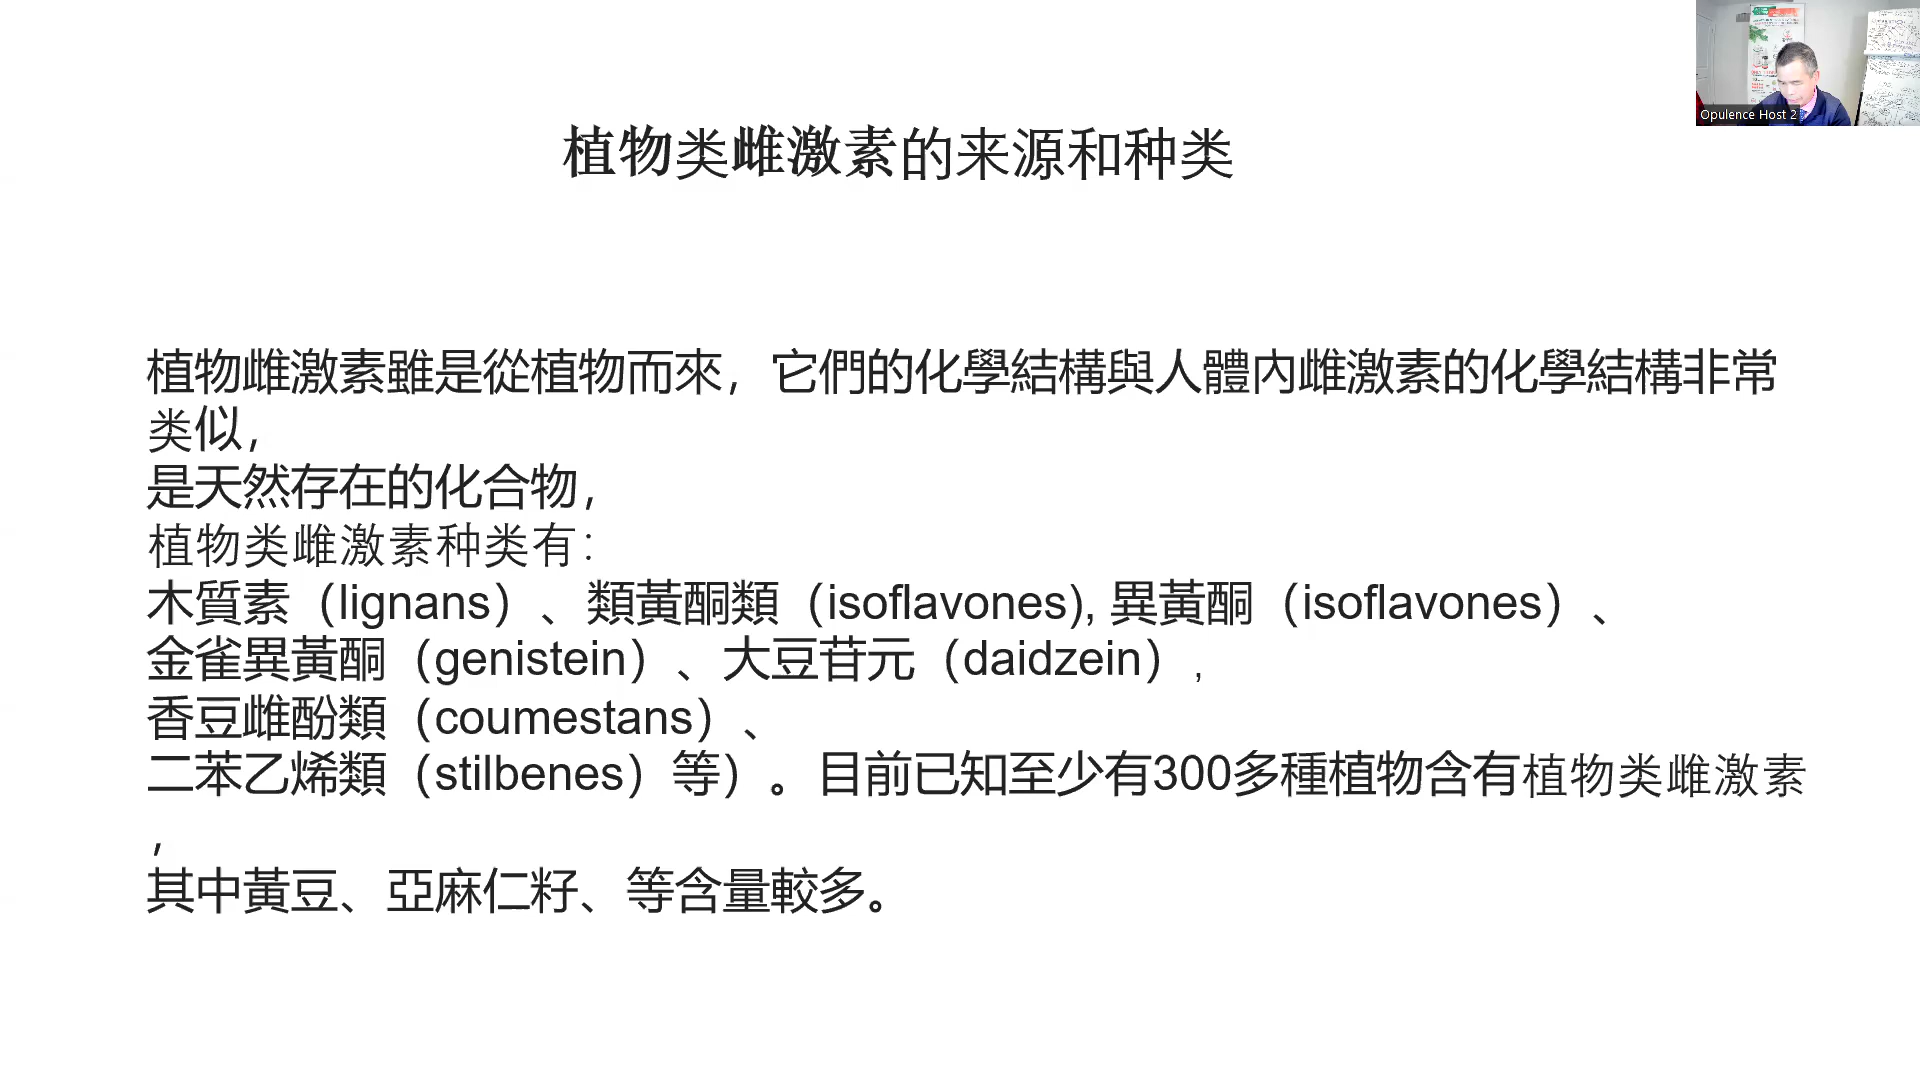 植物类雌激素的来源和种类
植物雌激素雖是從植物而來，它們的化學結構與人體內雌激素的化學結構非常
类似，
是天然存在的化合物，
植物类雌激素种类有：
木質素（lignans）、類黃酮類（isoflavones), 異黃酮（isoflavones）、
金雀異黃酮（genistein）、大豆苷元（daidzein）,
香豆雌酚類（coumestans）、
二苯乙烯類（stilbenes）等）。目前已知至少有300多種植物含有植物类雌激素
，
其中黃豆、亞麻仁籽、等含量較多。
Opulence Host 2